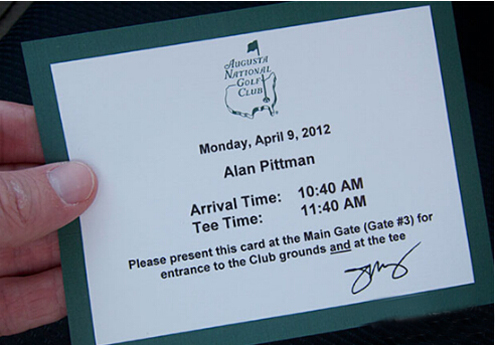 AUGUSTA
NATIONAL
GOLF
CLUB
Monday, April 9, 2012
Alan Pittman
Arrival Time: 10:40 AM
Tee Time: 11:40 AM
Please present this card at the Main Gate (Gate #3) for
entrance to the Club grounds and at the tee